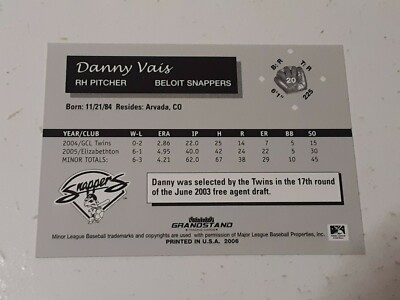 Danny Vais
RH PITCHER BELOIT SNAPPERS
B: R T: R
20
6'1" 225
Born: 11/21/84 Resides: Arvada, CO
YEAR/CLUB W-L ERA IP H R ER BB SO
2004/GCL Twins 0-2 2.86 22.0 25 14 7 5 15
2005/Elizabethton 6-1 4.95 40.0 42 24 22 5 30
MINOR TOTALS: 6-3 4.21 62.0 67 38 29 10 45
Snappers
Danny was selected by the Twins in the 17th round
of the June 2003 free agent draft.
GRANDSTAND
Minor League Baseball trademarks and copyrights are used with permission of Major League Baseball Properties, Inc.
PRINTED IN U.S.A. 2006